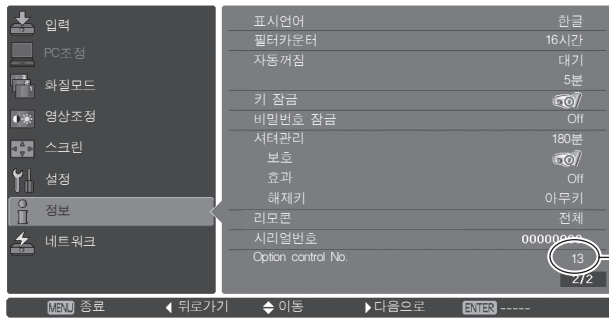 입력
PC조정
화질모드
영상조정
스크린
설정
정보
네트워크
표시언어 한글
필터카운터 16시간
자동꺼짐 대기
5분
키 잠금
비밀번호 잠금 Off
셔텨관리 180분
보호
효과 Off
해제키 아무키
리모콘 전체
시리얼번호
Option control No. 13
2/2
MENU 종료 뒤로가기 이동 다음으로 ENTER -----